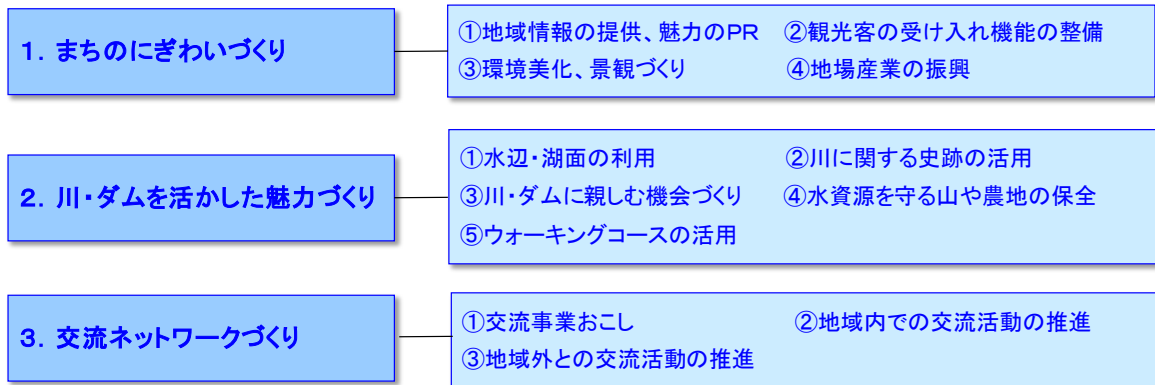 1．まちのにぎわいづくり
①地域情報の提供、魅力のPR ②観光客の受け入れ機能の整備
③環境美化、景観づくり ④地場産業の振興
2．川・ダムを活かした魅力づくり
①水辺・湖面の利用 ②川に関する史跡の活用
③川・ダムに親しむ機会づくり ④水資源を守る山や農地の保全
⑤ウォーキングコースの活用
3．交流ネットワークづくり
①交流事業おこし ②地域内での交流活動の推進
③地域外との交流活動の推進